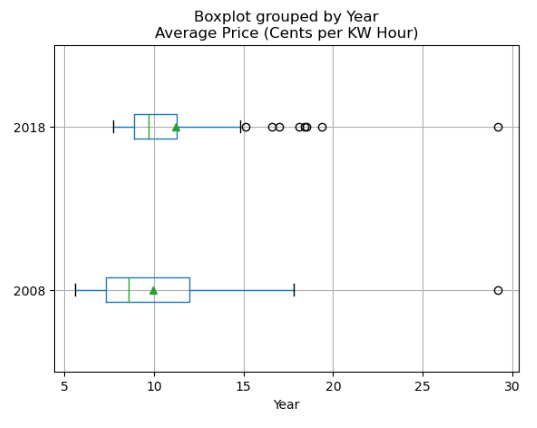 Boxplot grouped by Year
Average Price (Cents per KW Hour)
2018
2008
5 10 15 20 25 30
Year